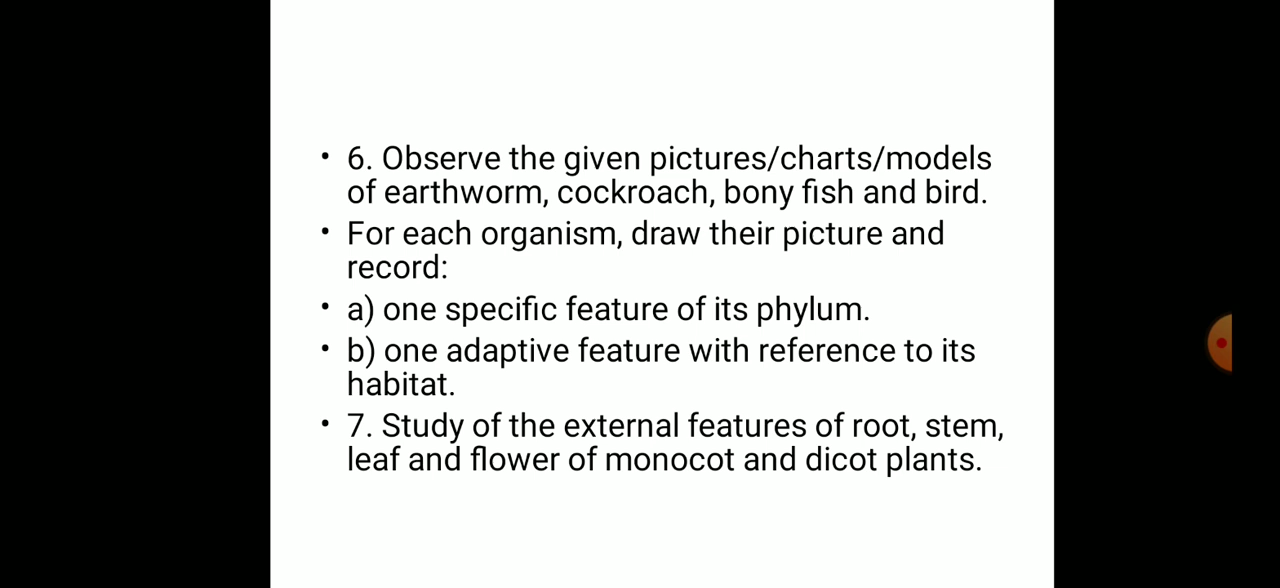 • 6. Observe the given pictures/charts/models
of earthworm, cockroach, bony fish and bird.
• For each organism, draw their picture and
record:
• a) one specific feature of its phylum.
• b) one adaptive feature with reference to its
habitat.
• 7. Study of the external features of root, stem,
leaf and flower of monocot and dicot plants.